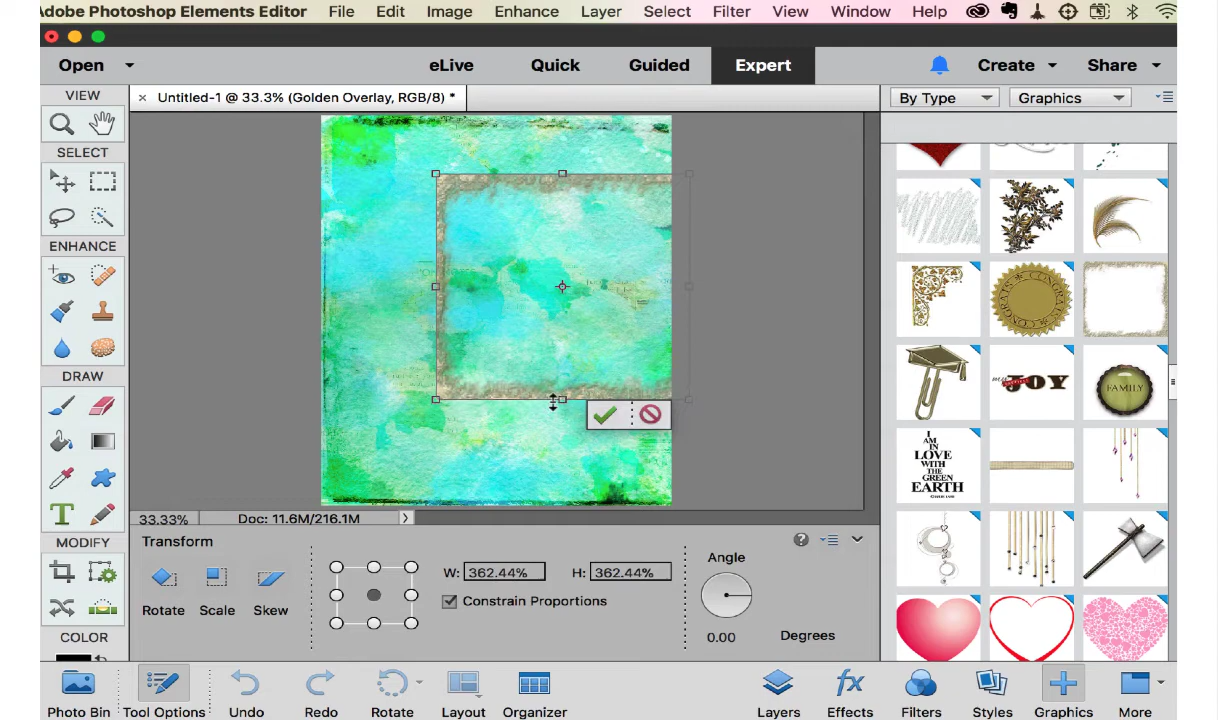 Adobe Photoshop Elements Editor File Edit Image Enhance Layer Select Filter View Window Help
Open eLive Quick Guided Expert Create Share
VIEW
Untitled-1 @ 33.3% (Golden Overlay, RGB/8) *
By Type Graphics
SELECT
ENHANCE
DRAW
MODIFY
COLOR
CONGRATS CONGRATS
JOY
FAMILY
I
AM
IN
LOVE
WITH
THE
GREEN
EARTH
33.33% Doc: 11.6M/216.1M
Transform
Rotate Scale Skew
W: 362.44% H: 362.44%
Constrain Proportions
Angle
0.00 Degrees
Photo Bin Tool Options Undo Redo Rotate Layout Organizer Layers Effects Filters Styles Graphics More